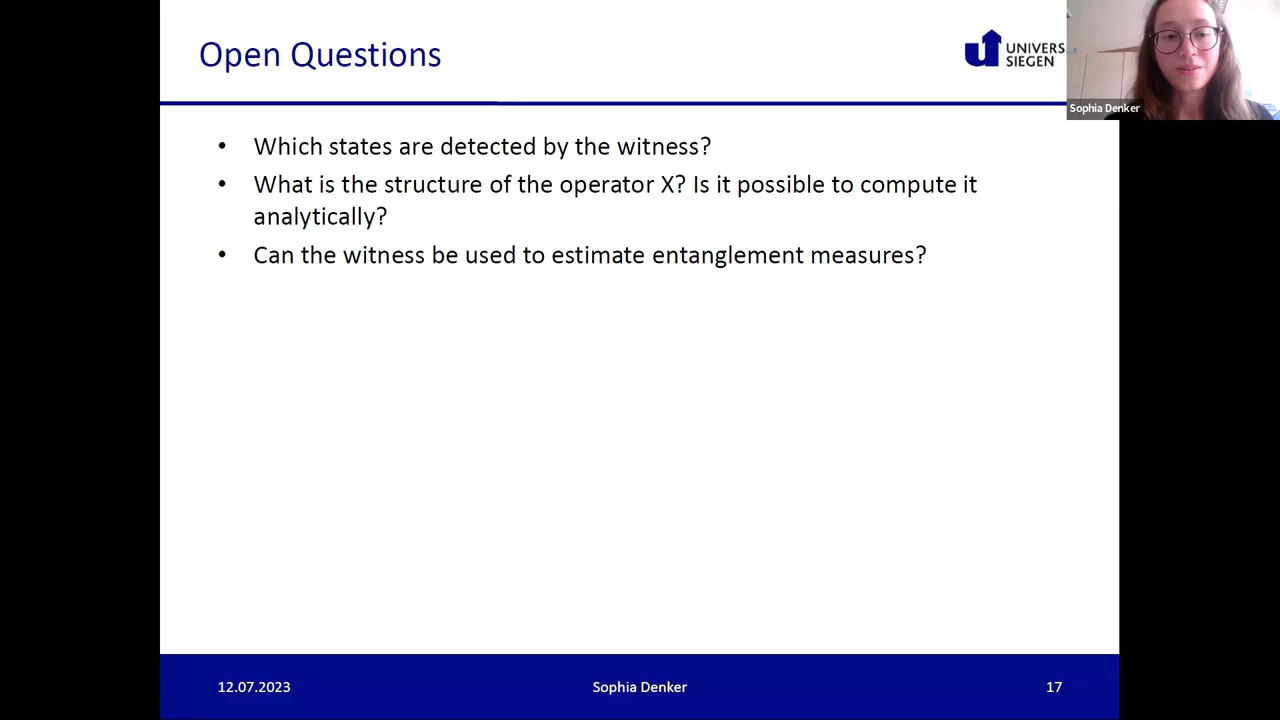 Open Questions
UNIVERS
SIEGEN
Sophia Denker
• Which states are detected by the witness?
• What is the structure of the operator X? Is it possible to compute it
analytically?
• Can the witness be used to estimate entanglement measures?
12.07.2023
Sophia Denker
17